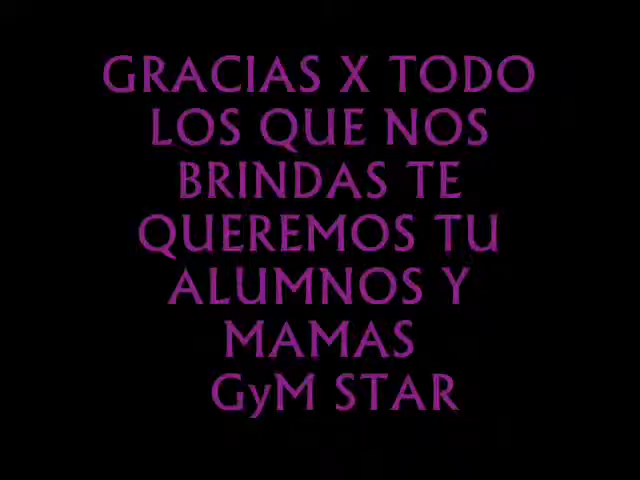 GRACIAS X TODO
LOS QUE NOS
BRINDAS TE
QUEREMOS TU
ALUMNOS Y
MAMAS
GyM STAR